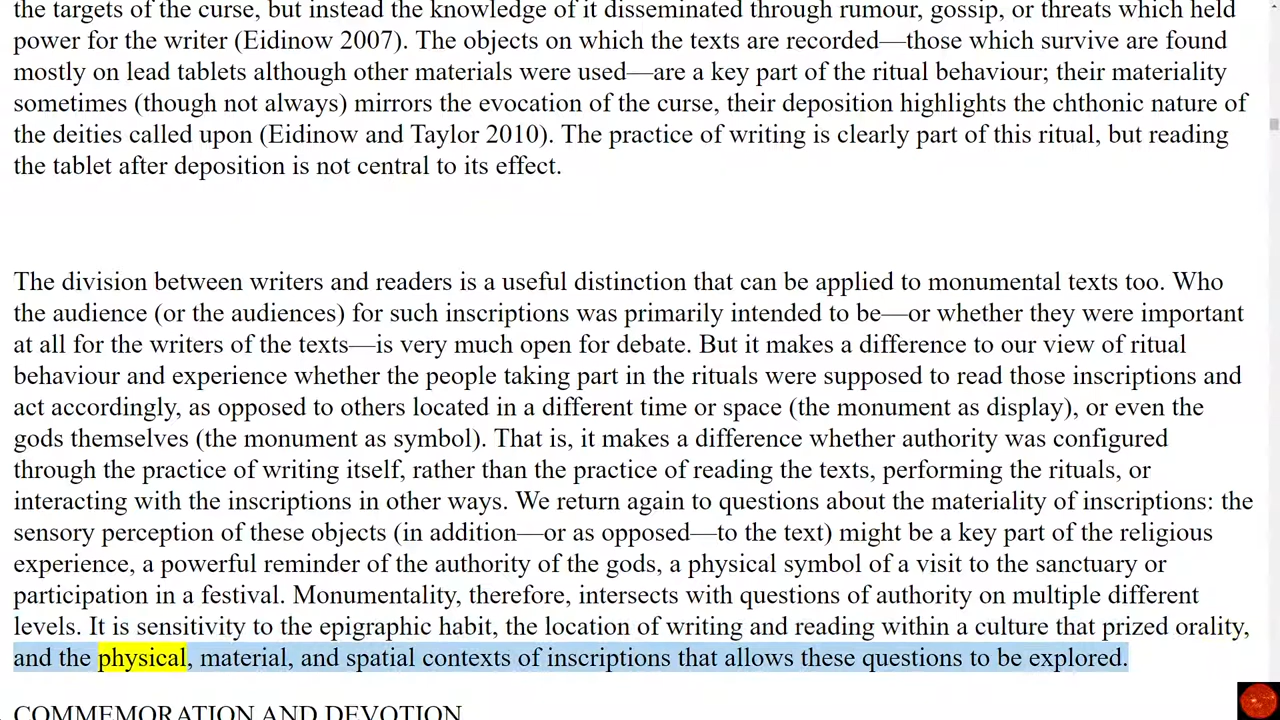 the targets of the curse, but instead the knowledge of it disseminated through rumour, gossip, or threats which held
power for the writer (Eidinow 2007). The objects on which the texts are recorded—those which survive are found
mostly on lead tablets although other materials were used—are a key part of the ritual behaviour; their materiality
sometimes (though not always) mirrors the evocation of the curse, their deposition highlights the chthonic nature of
the deities called upon (Eidinow and Taylor 2010). The practice of writing is clearly part of this ritual, but reading
the tablet after deposition is not central to its effect.
The division between writers and readers is a useful distinction that can be applied to monumental texts too. Who
the audience (or the audiences) for such inscriptions was primarily intended to be—or whether they were important
at all for the writers of the texts—is very much open for debate. But it makes a difference to our view of ritual
behaviour and experience whether the people taking part in the rituals were supposed to read those inscriptions and
act accordingly, as opposed to others located in a different time or space (the monument as display), or even the
gods themselves (the monument as symbol). That is, it makes a difference whether authority was configured
through the practice of writing itself, rather than the practice of reading the texts, performing the rituals, or
interacting with the inscriptions in other ways. We return again to questions about the materiality of inscriptions: the
sensory perception of these objects (in addition—or as opposed—to the text) might be a key part of the religious
experience, a powerful reminder of the authority of the gods, a physical symbol of a visit to the sanctuary or
participation in a festival. Monumentality, therefore, intersects with questions of authority on multiple different
levels. It is sensitivity to the epigraphic habit, the location of writing and reading within a culture that prized orality,
and the physical, material, and spatial contexts of inscriptions that allows these questions to be explored.
COMMEMORATION AND DEVOTION